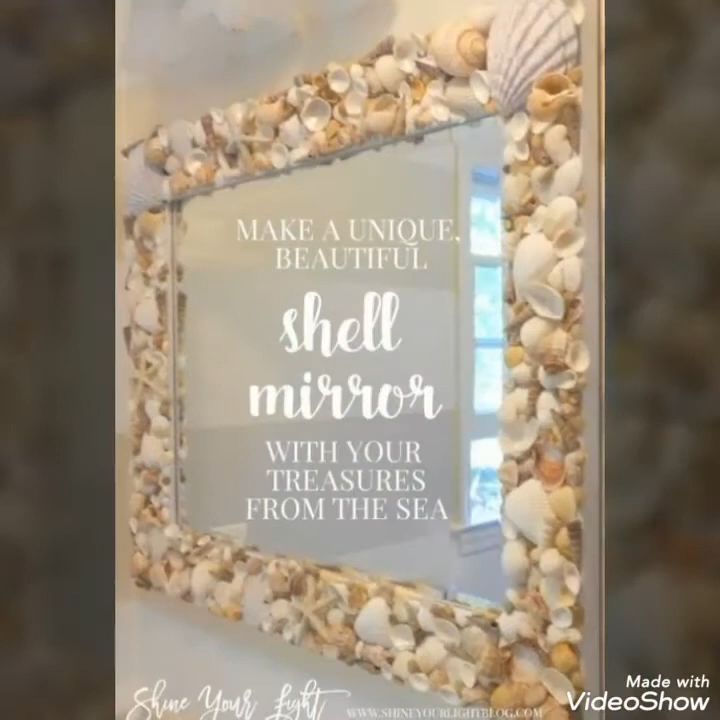 MAKE A UNIQUE,
BEAUTIFUL
shell
mirror
WITH YOUR
TREASURES
FROM THE SEA
Shine Your Light
WWW.SHINEYOURLIGHTBLOG.COM
Made with
VideoShow